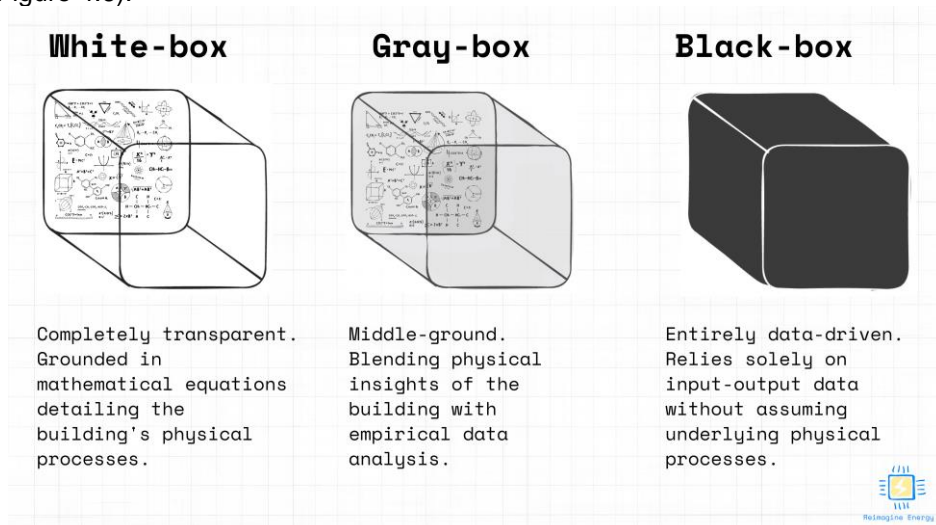 White-box
Gray-box
Black-box
Completely transparent.
Grounded in
mathematical equations
detailing the
building's physical
processes.
Middle-ground.
Blending physical
insights of the
building with
empirical data
analysis.
Entirely data-driven.
Relies solely on
input-output data
without assuming
underlying physical
processes.
Reimagine Energy